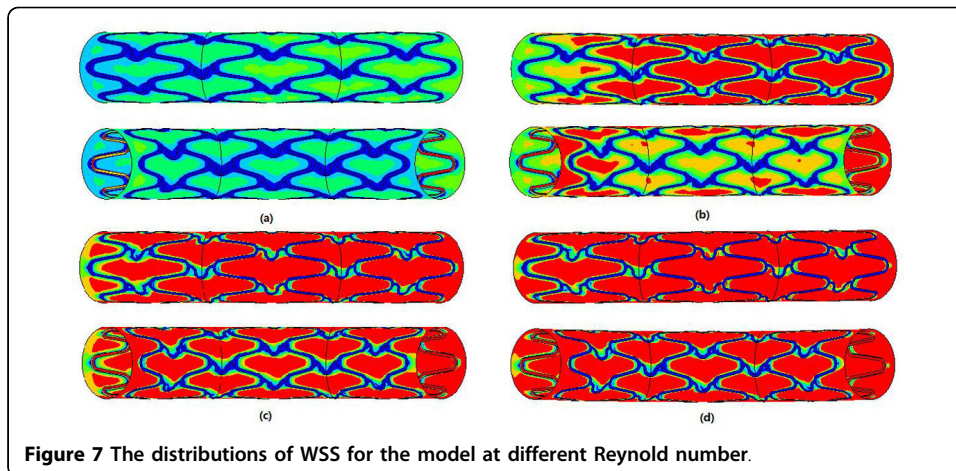 (a)
(b)
(c)
(d)
Figure 7 The distributions of WSS for the model at different Reynold number.